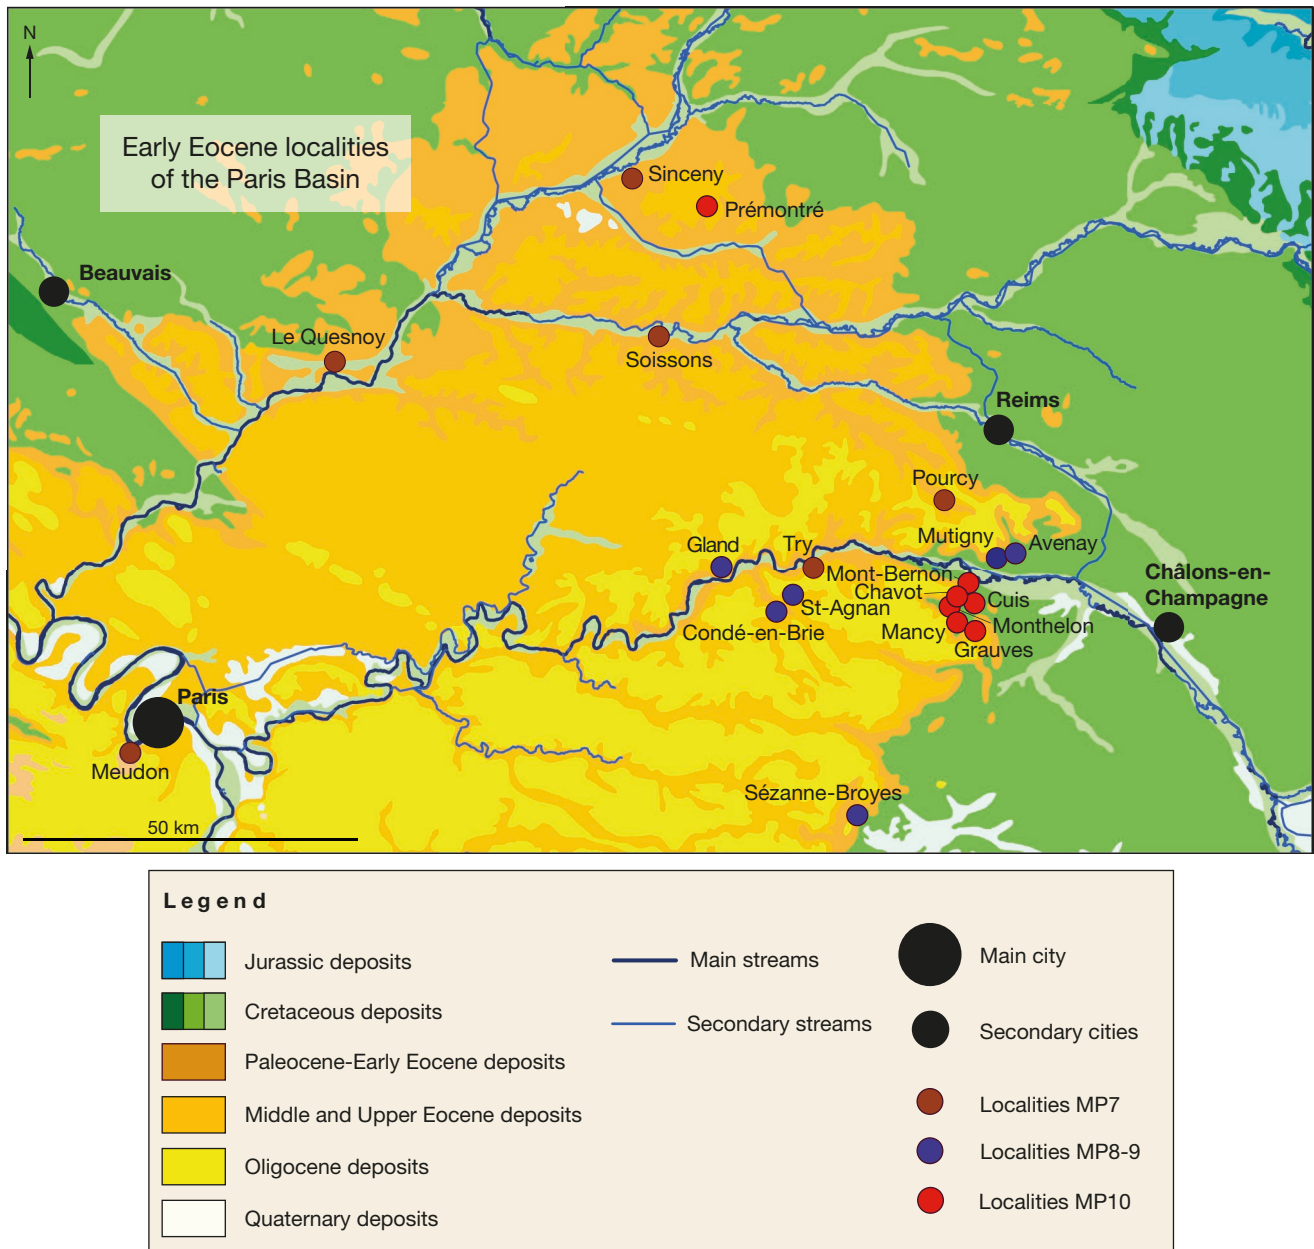 N
Early Eocene localities
of the Paris Basin
Sinceny
Prémontré
Beauvais
Le Quesnoy
Soissons
Reims
Pourcy
Mutigny
Avenay
Gland
Try
Mont-Bernon
Chavot
Cuis
Châlons-en-
Champagne
St-Agnan
Condé-en-Brie
Monthelon
Mancy
Grauves
Paris
Meudon
Sézanne-Broyes
50 km
Legend
Jurassic deposits
Cretaceous deposits
Paleocene-Early Eocene deposits
Middle and Upper Eocene deposits
Oligocene deposits
Quaternary deposits
Main streams
Secondary streams
Main city
Secondary cities
Localities MP7
Localities MP8-9
Localities MP10